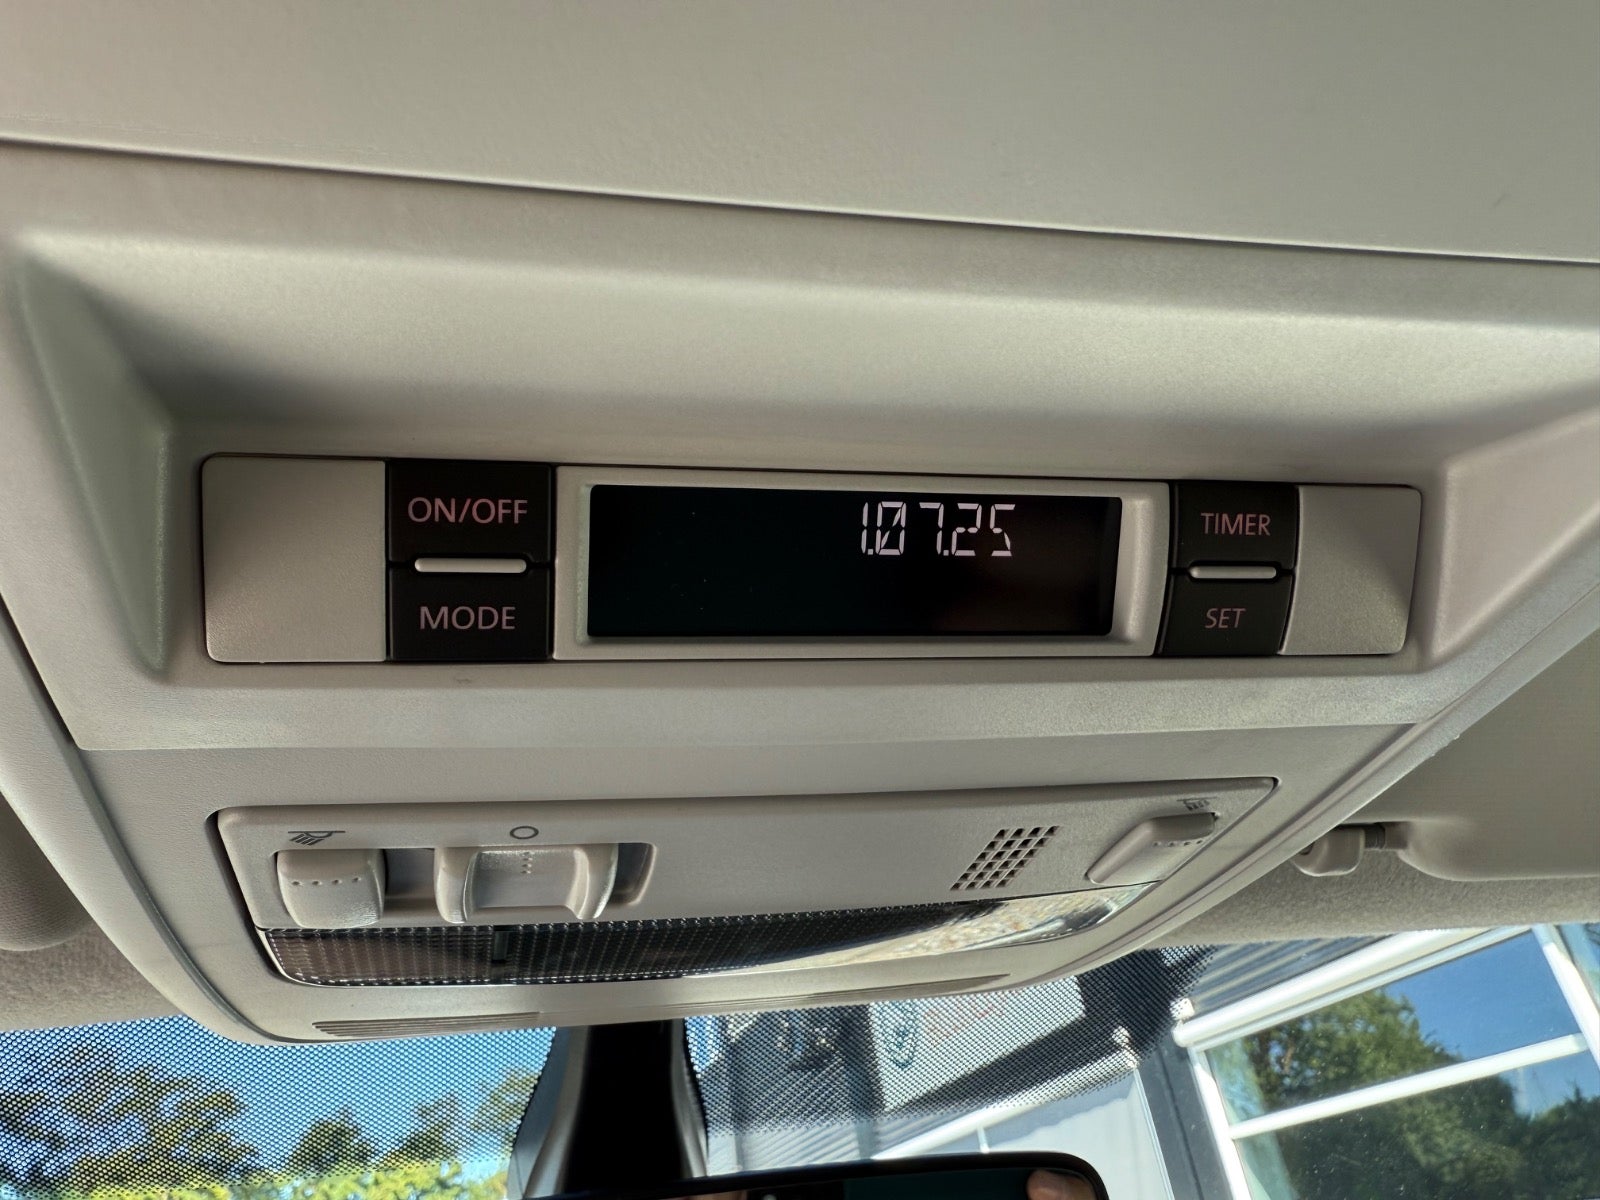 ON/OFF
MODE
1.07.25
TIMER
SET